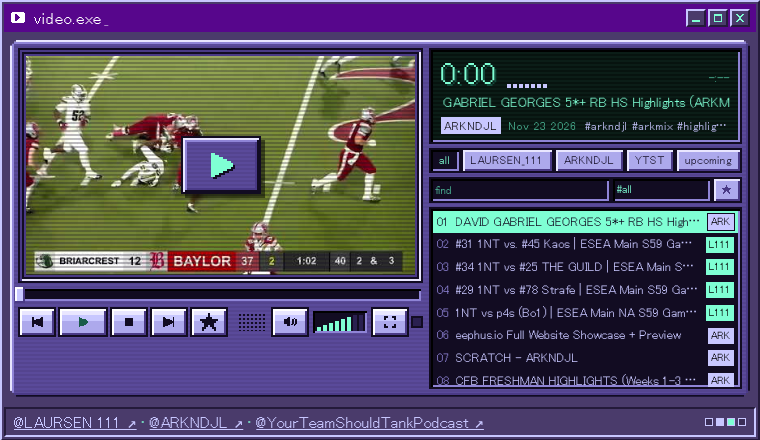 video.exe_
BRIARCREST 12 B BAYLOR 37 2 1:02 40 2 & 3
0:00
--:--
GABRIEL GEORGES 5*+ RB HS Highlights (ARKM
ARKNDJL Nov 23 2026 #arkndjl #arkmix #highlig...
all LAURSEN_111 ARKNDJL YTST upcoming
find #all ★
01 DAVID GABRIEL GEORGES 5*+ RB HS High... ARK
02 #31 1NT vs. #45 Kaos | ESEA Main S59 Ga... L111
03 #34 1NT vs #25 THE GUILD | ESEA Main S... L111
04 #29 1NT vs #78 Strafe | ESEA Main S59 Ga... L111
05 1NT vs p4s (Bo1) | ESEA Main NA S59 Gam... L111
06 eephus.io Full Website Showcase + Preview ARK
07 SCRATCH - ARKNDJL ARK
08 CFB FRESHMAN HIGHLIGHTS (Weeks 1-3 ... ARK
@LAURSEN 111 ↗ · @ARKNDJL ↗ · @YourTeamShouldTankPodcast ↗